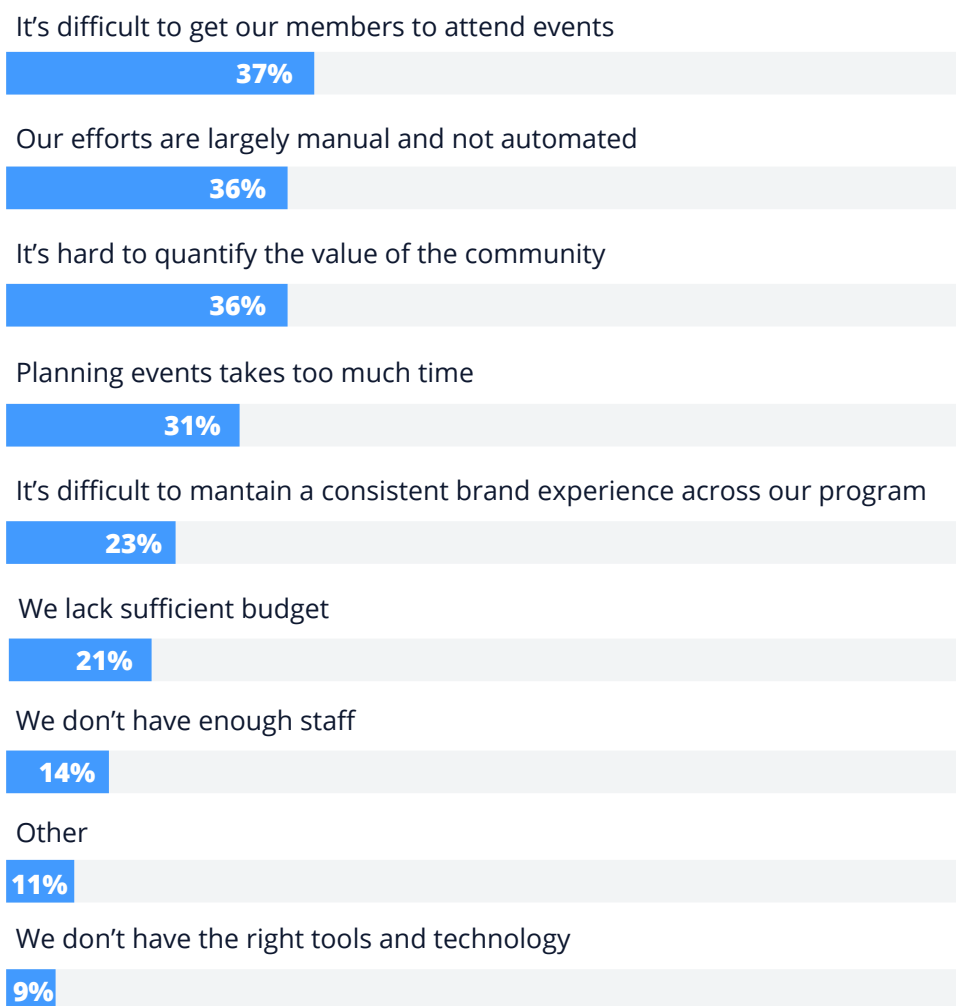 It’s difficult to get our members to attend events
37%
Our efforts are largely manual and not automated
36%
It’s hard to quantify the value of the community
36%
Planning events takes too much time
31%
It’s difficult to mantain a consistent brand experience across our program
23%
We lack sufficient budget
21%
We don’t have enough staff
14%
Other
11%
We don’t have the right tools and technology
9%